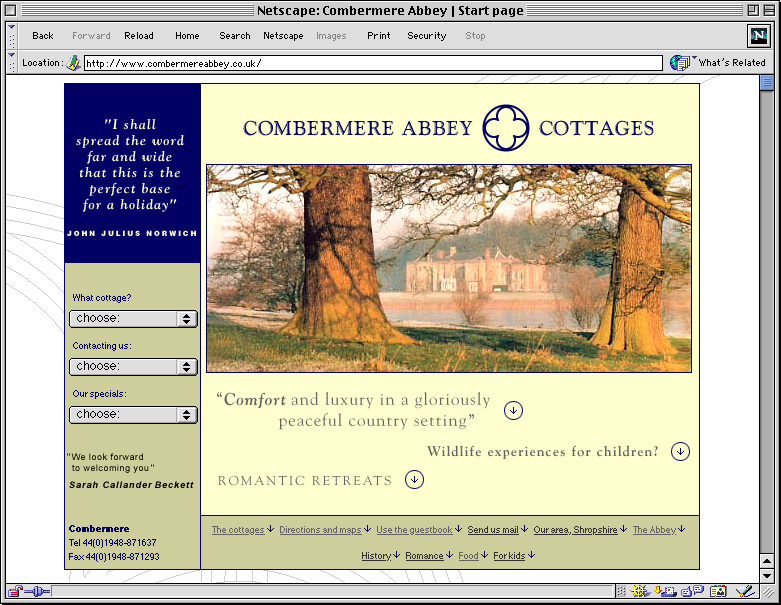 Netscape: Combermere Abbey | Start page
Back Forward Reload Home Search Netscape Images Print Security Stop
Location: http://www.combermereabbey.co.uk/ What's Related
N
"I shall
spread the word
far and wide
that this is the
perfect base
for a holiday"
JOHN JULIUS NORWICH
COMBERMERE ABBEY COTTAGES
What cottage?
choose:
Contacting us:
choose:
Our specials:
choose:
"We look forward
to welcoming you"
Sarah Callander Beckett
Combermere
Tel 44(0)1948-871637
Fax 44(0)1948-871293
“Comfort and luxury in a gloriously
peaceful country setting”
Wildlife experiences for children?
ROMANTIC RETREATS
The cottages Directions and maps Use the guestbook Send us mail Our area, Shropshire The Abbey
History Romance Food For kids